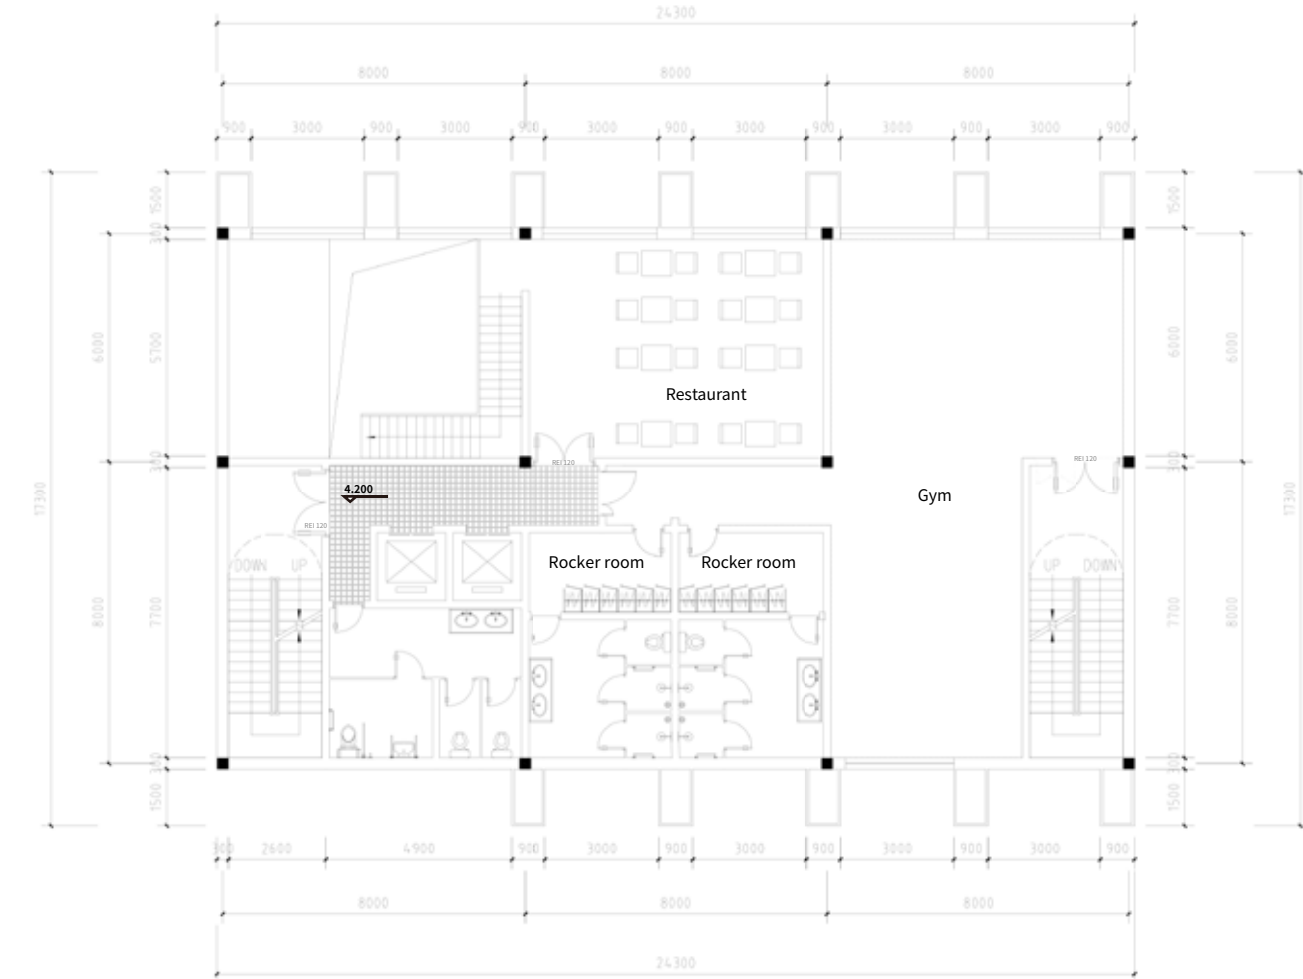 24300
8000 8000 8000
900 3000 900 3000 900 3000 900 3000 900 3000 900 3000 900
1500 1500
300
6000 5700 Restaurant 6000 6000
REI 120 REI 120
300 300
4.200
17300 Gym 17300
REI 120
DOWN UP Rocker room Rocker room UP DOWN
8000 7700 7700 8000
300 300
1500 1500
300 2600 4900 900 3000 900 3000 900 3000 900 3000 900
8000 8000 8000
24300